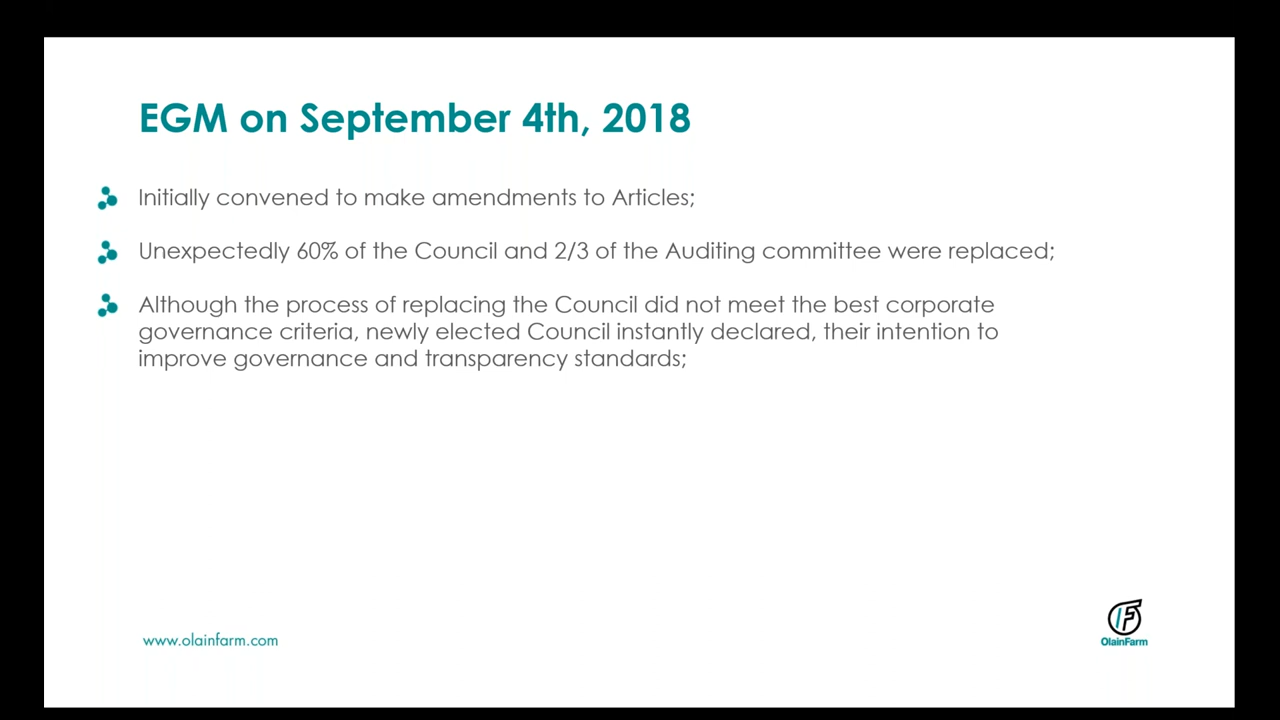 EGM on September 4th, 2018
Initially convened to make amendments to Articles;
Unexpectedly 60% of the Council and 2/3 of the Auditing committee were replaced;
Although the process of replacing the Council did not meet the best corporate
governance criteria, newly elected Council instantly declared, their intention to
improve governance and transparency standards;
www.olainfarm.com
OlainFarm